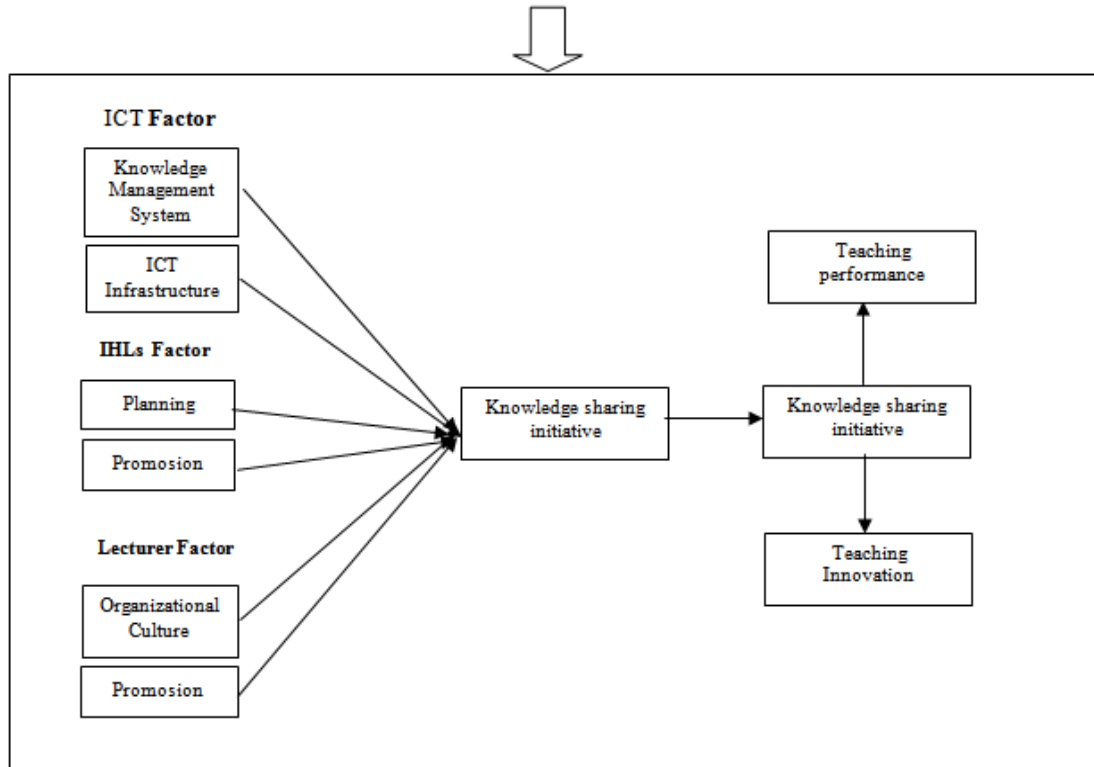 ICT Factor
Knowledge
Management
System
ICT
Infrastructure
IHLs Factor
Planning
Promosion
Lecturer Factor
Organizational
Culture
Promosion
Knowledge sharing
initiative
Teaching
performance
Knowledge sharing
initiative
Teaching
Innovation